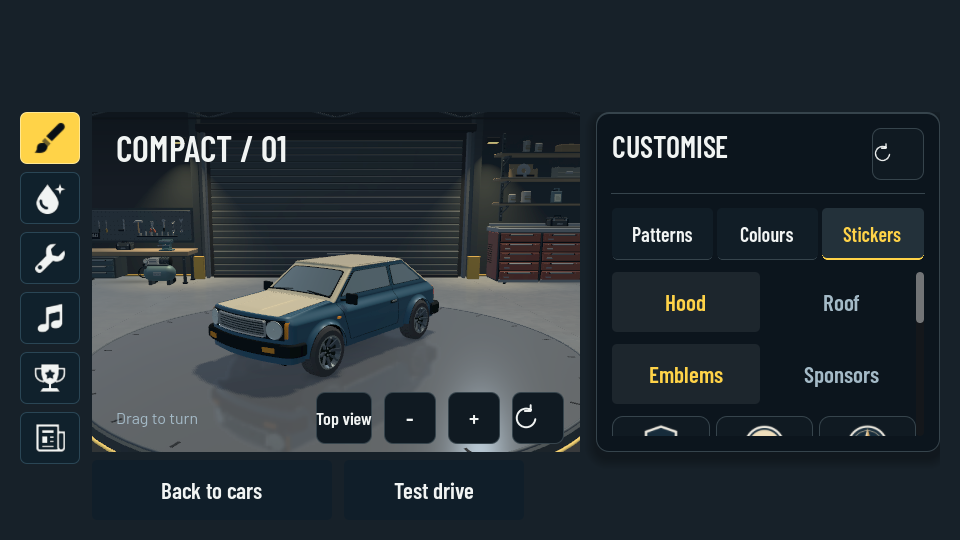 COMPACT / 01
CUSTOMISE
Patterns
Colours
Stickers
Hood
Roof
Emblems
Sponsors
Drag to turn
Top view
-
+
Back to cars
Test drive